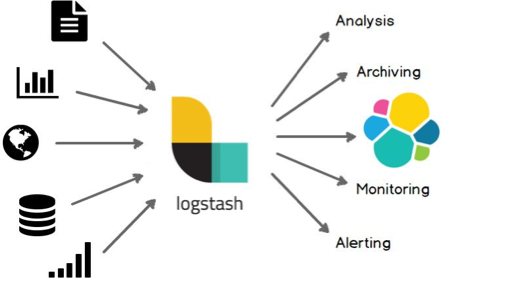 Analysis
Archiving
logstash
Monitoring
Alerting